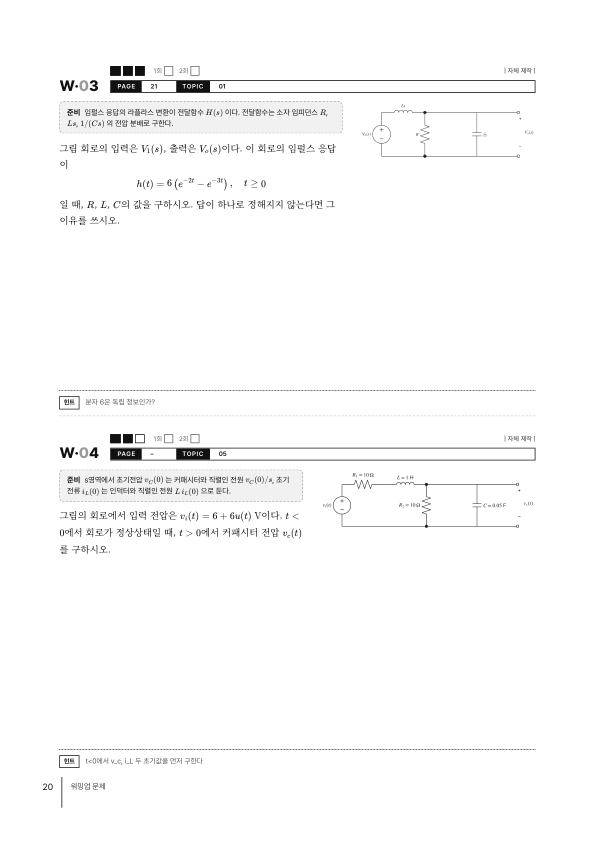 1회 2회 | 자체 제작 |
W·03 PAGE 21 TOPIC 01
준비 임펄스 응답의 라플라스 변환이 전달함수 H(s) 이다. 전달함수는 소자 임피던스 R,
Ls, 1/(Cs) 의 전압 분배로 구한다.
Ls
V₁(s) + − R + V₀(s) −
그림 회로의 입력은 V₁(s), 출력은 Vₒ(s)이다. 이 회로의 임펄스 응답
이
h(t) = 6 (e⁻²ᵗ − e⁻³ᵗ) , t ≥ 0
일 때, R, L, C의 값을 구하시오. 답이 하나로 정해지지 않는다면 그
이유를 쓰시오.
힌트 분자 6은 독립 정보인가?
1회 2회 | 자체 제작 |
W·04 PAGE – TOPIC 05
준비 s영역에서 초기전압 v_C(0) 는 커패시터와 직렬인 전원 v_C(0)/s, 초기
전류 i_L(0) 는 인덕터와 직렬인 전원 L i_L(0) 으로 둔다.
R₁ = 10 Ω L = 1 H
vᵢ(t) + − R₂ = 10 Ω C = 0.05 F + v_c(t) −
그림의 회로에서 입력 전압은 vᵢ(t) = 6 + 6u(t) V이다. t <
0에서 회로가 정상상태일 때, t > 0에서 커패시터 전압 v_c(t)
를 구하시오.
힌트 t<0에서 v_c, i_L 두 초기값을 먼저 구한다
20 워밍업 문제